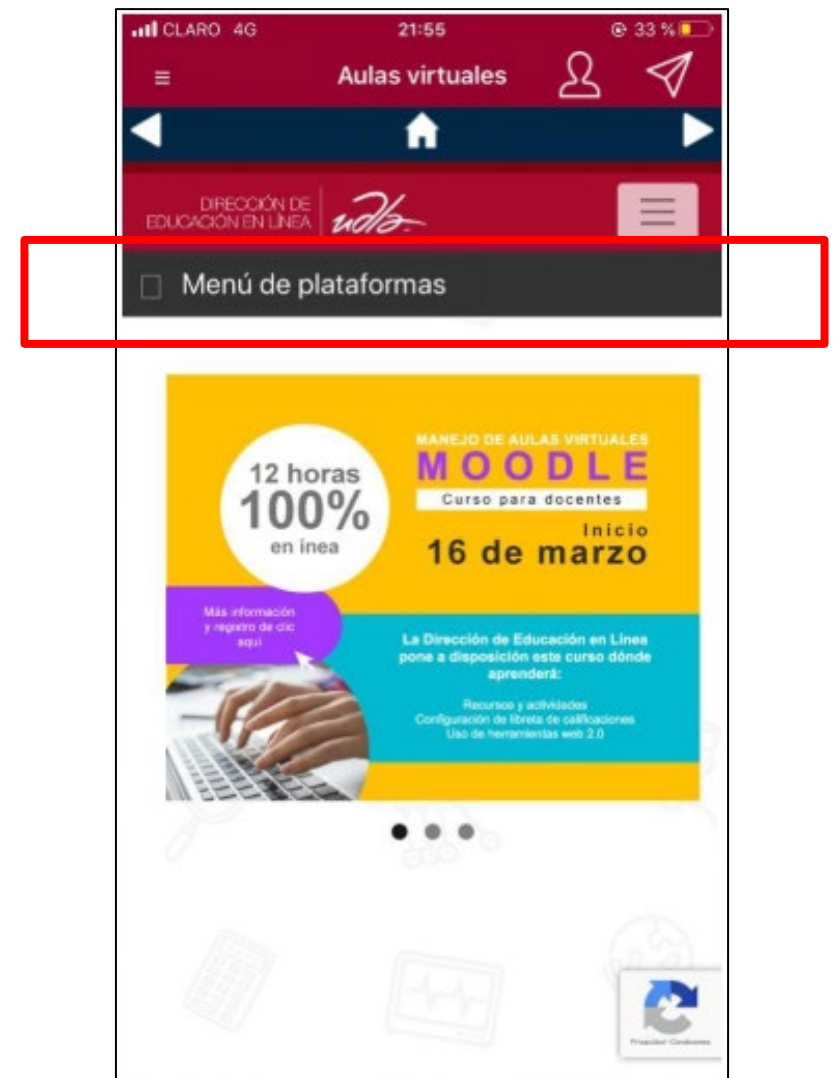 CLARO 4G 21:55 33 %
Aulas virtuales
DIRECCIÓN DE
EDUCACIÓN EN LÍNEA
udla-
Menú de plataformas
12 horas
100%
en ínea
MANEJO DE AULAS VIRTUALES
MOODLE
Curso para docentes
Inicio
16 de marzo
Más información
y registro de clic
aquí
La Dirección de Educación en Línea
pone a disposición este curso dónde
aprenderá:
Recursos y actividades
Configuración de libreta de calificaciones
Uso de herramientas web 2.0
Privacidad - Condiciones